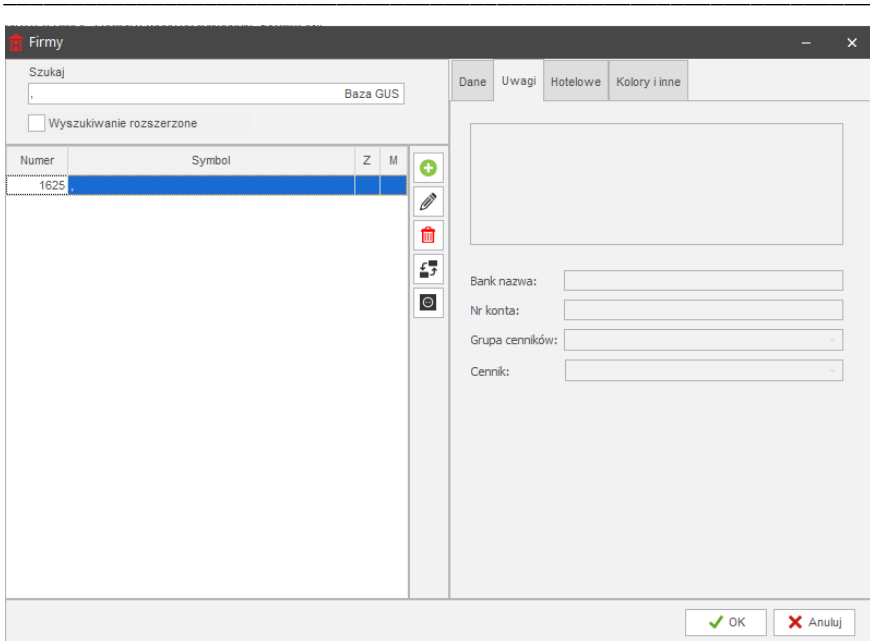 Firmy
Szukaj
, Baza GUS
Wyszukiwanie rozszerzone
Numer Symbol Z M
1625 ,
Dane Uwagi Hotelowe Kolory i inne
Bank nazwa:
Nr konta:
Grupa cenników:
Cennik:
OK Anuluj